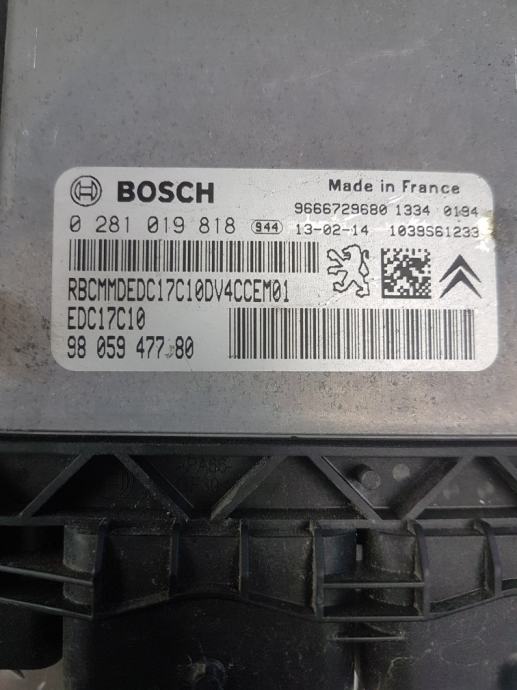 BOSCH
Made in France
0 281 019 818 944
9666729680 1334 0194
13-02-14 1039S61233
RBCMMDEDC17C10DV4CCEM01
EDC17C10
98 059 477 80